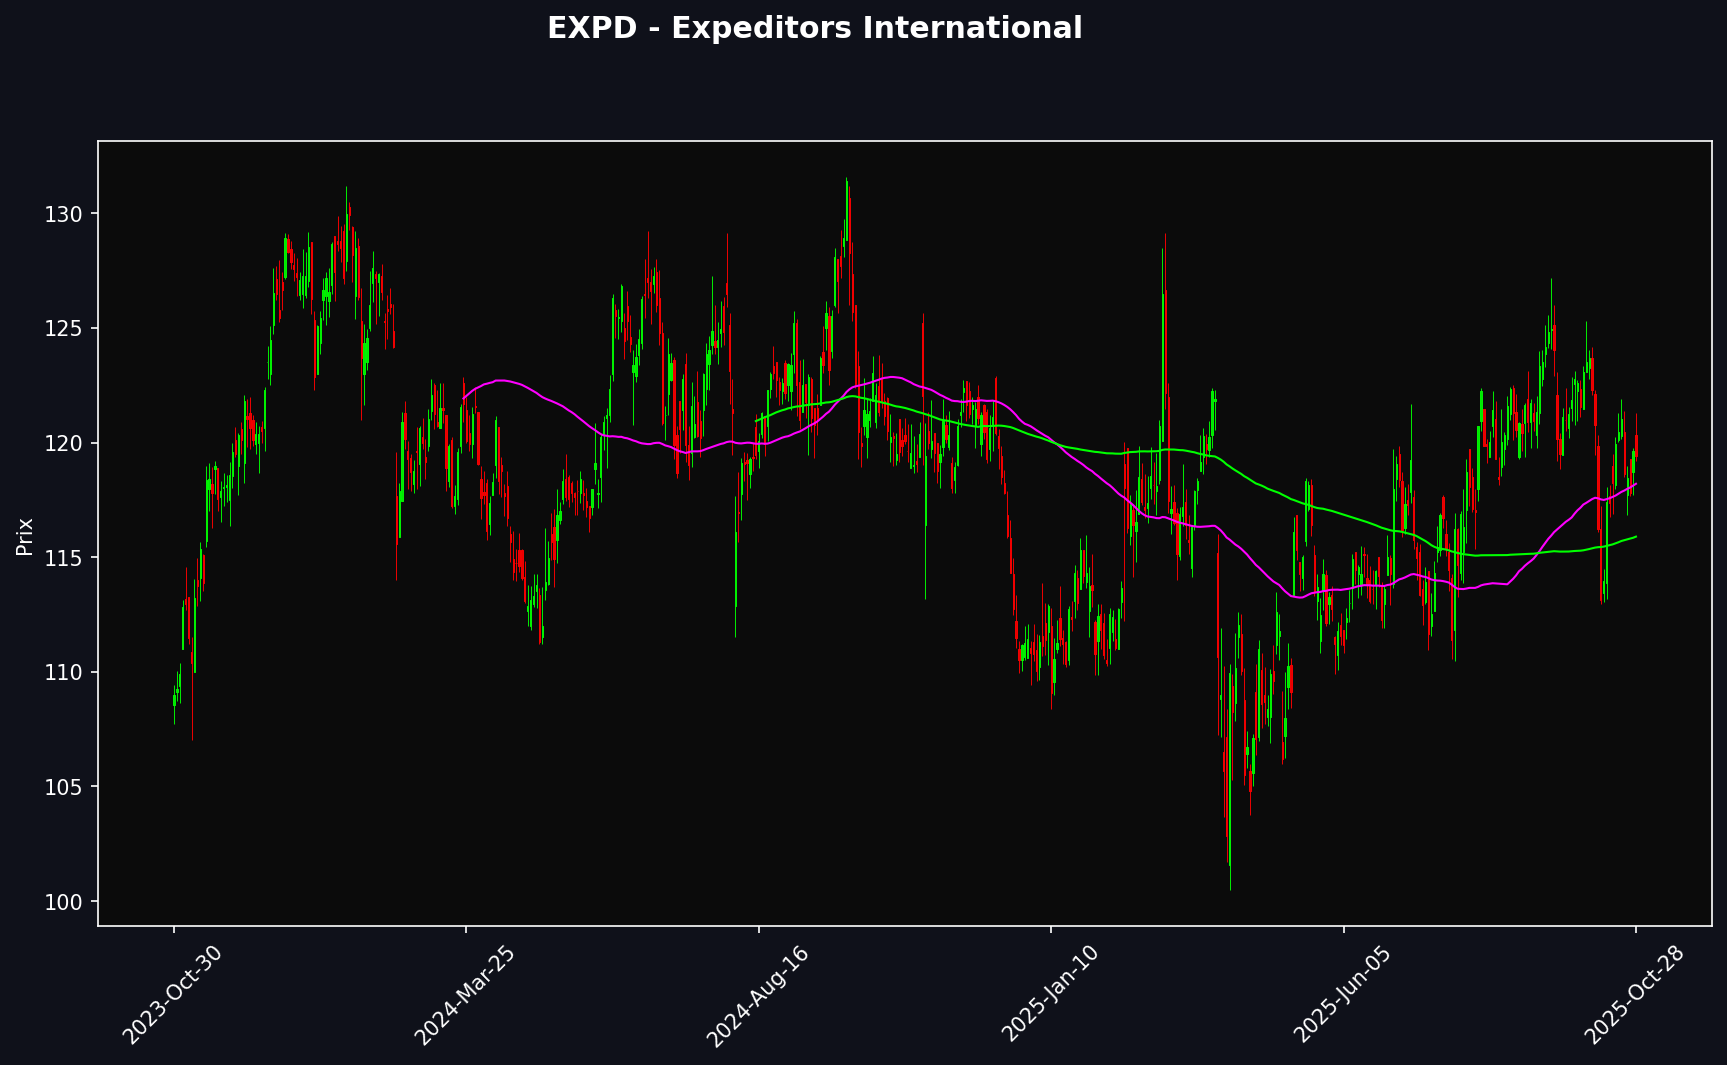 EXPD - Expeditors International
Prix
130
125
120
115
110
105
100
2023-Oct-30
2024-Mar-25
2024-Aug-16
2025-Jan-10
2025-Jun-05
2025-Oct-28